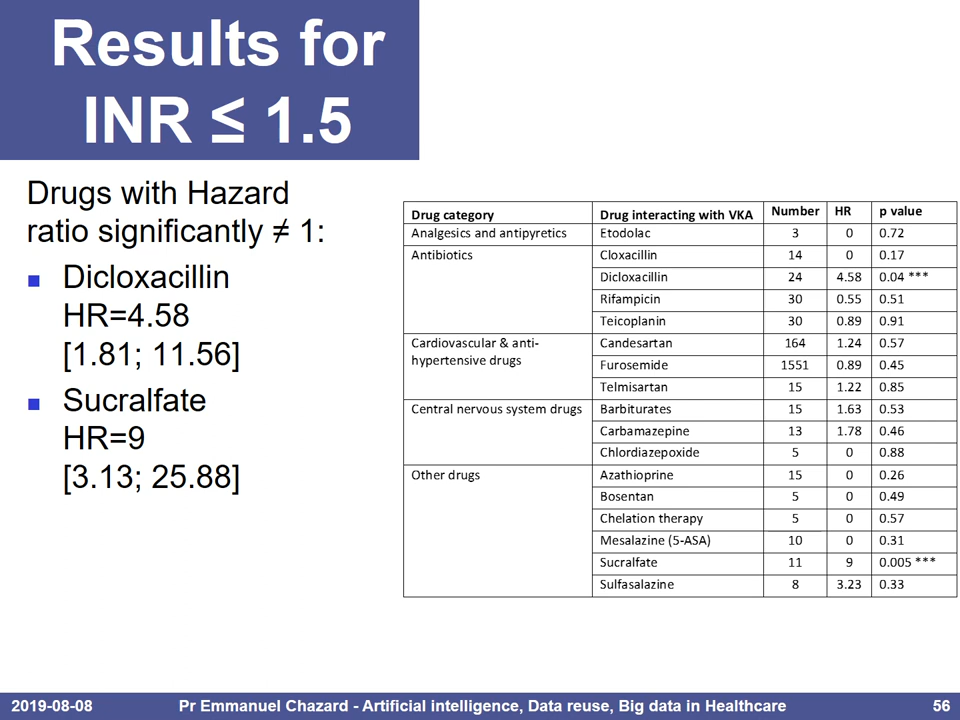 Results for
INR ≤ 1.5
Drugs with Hazard
ratio significantly ≠ 1:
Dicloxacillin
HR=4.58
[1.81; 11.56]
Sucralfate
HR=9
[3.13; 25.88]
Drug category Drug interacting with VKA Number HR p value
Analgesics and antipyretics Etodolac 3 0 0.72
Antibiotics Cloxacillin 14 0 0.17
Dicloxacillin 24 4.58 0.04 ***
Rifampicin 30 0.55 0.51
Teicoplanin 30 0.89 0.91
Cardiovascular & anti- Candesartan 164 1.24 0.57
hypertensive drugs Furosemide 1551 0.89 0.45
Telmisartan 15 1.22 0.85
Central nervous system drugs Barbiturates 15 1.63 0.53
Carbamazepine 13 1.78 0.46
Chlordiazepoxide 5 0 0.88
Other drugs Azathioprine 15 0 0.26
Bosentan 5 0 0.49
Chelation therapy 5 0 0.57
Mesalazine (5-ASA) 10 0 0.31
Sucralfate 11 9 0.005 ***
Sulfasalazine 8 3.23 0.33
2019-08-08 Pr Emmanuel Chazard - Artificial intelligence, Data reuse, Big data in Healthcare 56